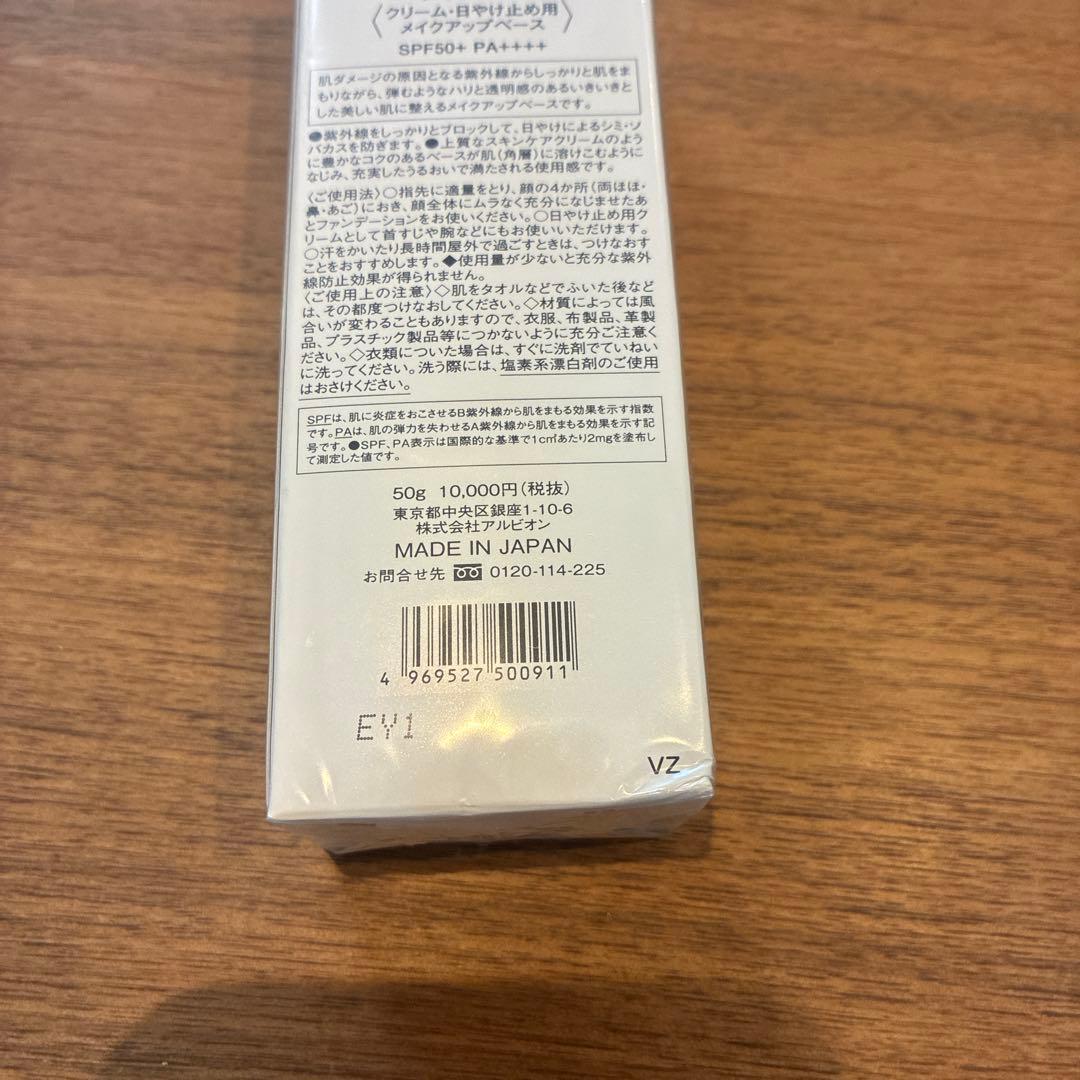 〈クリーム・日やけ止め用
メイクアップベース〉
SPF50+ PA++++
肌ダメージの原因となる紫外線からしっかりと肌をま
もりながら、弾むようなハリと透明感のあるいきいきと
した美しい肌に整えるメイクアップベースです。
●紫外線をしっかりとブロックして、日やけによるシミ・ソ
バカスを防ぎます。●上質なスキンケアクリームのよう
に豊かなコクのあるベースが肌(角層)に溶けこむように
なじみ、充実したうるおいで満たされる使用感です。
〈ご使用法〉○指先に適量をとり、顔の4か所(両ほほ・
鼻・あご)におき、顔全体にムラなく充分になじませたあ
とファンデーションをお使いください。○日やけ止め用ク
リームとして首すじや腕などにもお使いいただけます。
○汗をかいたり長時間屋外で過ごすときは、つけなおす
ことをおすすめします。◆使用量が少ないと充分な紫外
線防止効果が得られません。
〈ご使用上の注意〉◇肌をタオルなどでふいた後など
は、その都度つけなおしてください。◇材質によっては風
合いが変わることもありますので、衣服、布製品、革製
品、プラスチック製品等につかないように充分ご注意く
ださい。◇衣類についた場合は、すぐに洗剤でていねい
に洗ってください。洗う際には、塩素系漂白剤のご使用
はおさけください。
SPFは、肌に炎症をおこさせるB紫外線から肌をまもる効果を示す指数
です。PAは、肌の弾力を失わせるA紫外線から肌をまもる効果を示す記
号です。●SPF、PA表示は国際的な基準で1c㎡あたり2mgを塗布し
て測定した値です。
50g 10,000円(税抜)
東京都中央区銀座1-10-6
株式会社アルビオン
MADE IN JAPAN
お問合せ先 0120-114-225
4 969527 500911
EY1
VZ